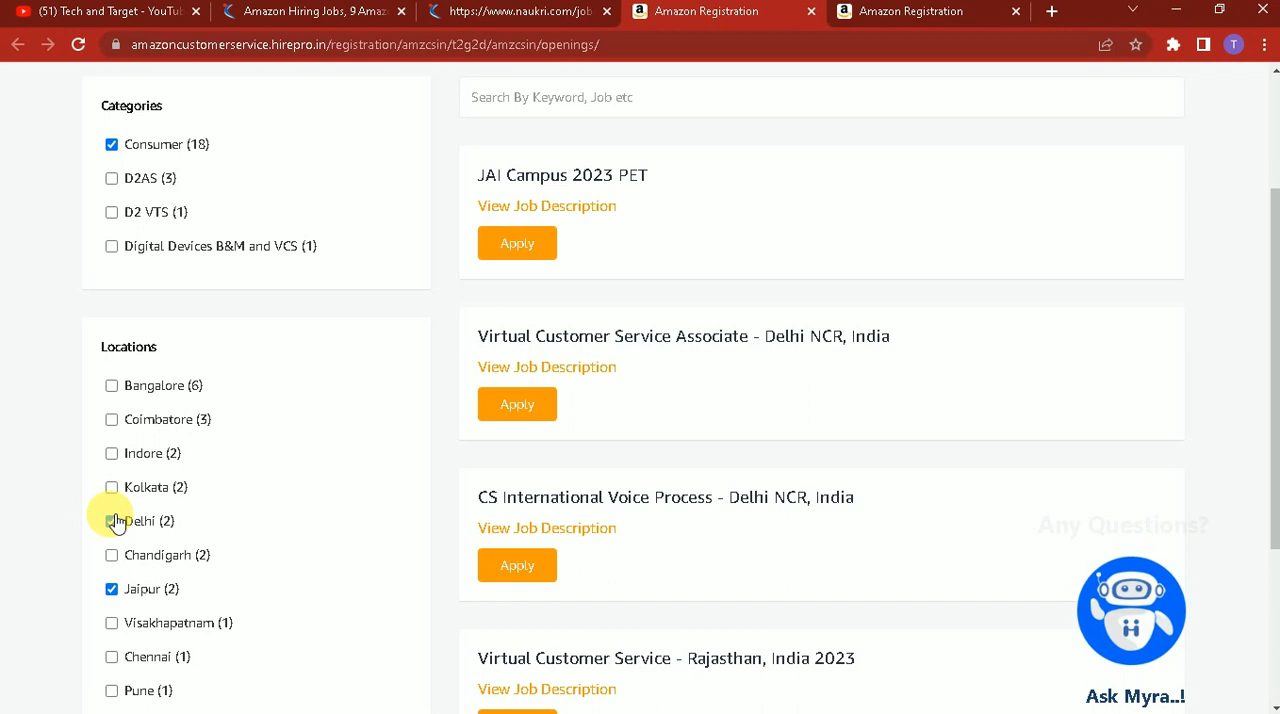 (51) Tech and Target - YouTu
Amazon Hiring Jobs, 9 Amaz
https://www.naukri.com/job
Amazon Registration
Amazon Registration
amazoncustomerservice.hirepro.in/registration/amzcsin/t2g2d/amzcsin/openings/
T
Categories
Consumer (18)
D2AS (3)
D2 VTS (1)
Digital Devices B&M and VCS (1)
Locations
Bangalore (6)
Coimbatore (3)
Indore (2)
Kolkata (2)
Delhi (2)
Chandigarh (2)
Jaipur (2)
Visakhapatnam (1)
Chennai (1)
Pune (1)
Search By Keyword, Job etc
JAI Campus 2023 PET
View Job Description
Apply
Virtual Customer Service Associate - Delhi NCR, India
View Job Description
Apply
CS International Voice Process - Delhi NCR, India
View Job Description
Apply
Virtual Customer Service - Rajasthan, India 2023
View Job Description
Any Questions?
Ask Myra..!